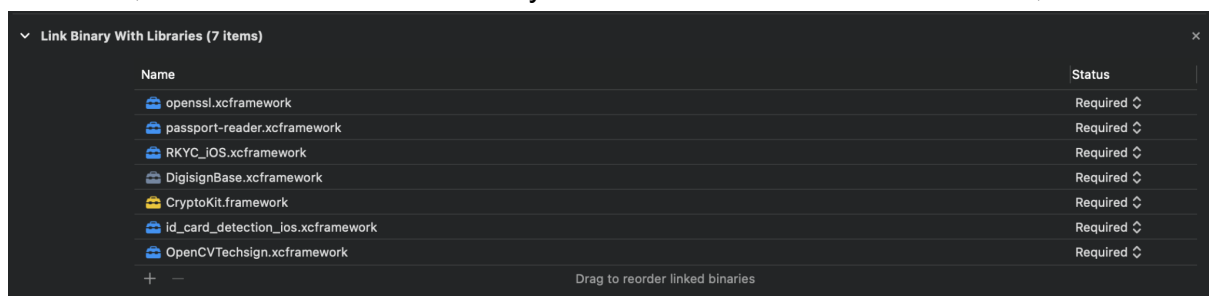 Link Binary With Libraries (7 items)
Name Status
openssl.xcframework Required
passport-reader.xcframework Required
RKYC_iOS.xcframework Required
DigisignBase.xcframework Required
CryptoKit.framework Required
id_card_detection_ios.xcframework Required
OpenCVTechsign.xcframework Required
Drag to reorder linked binaries